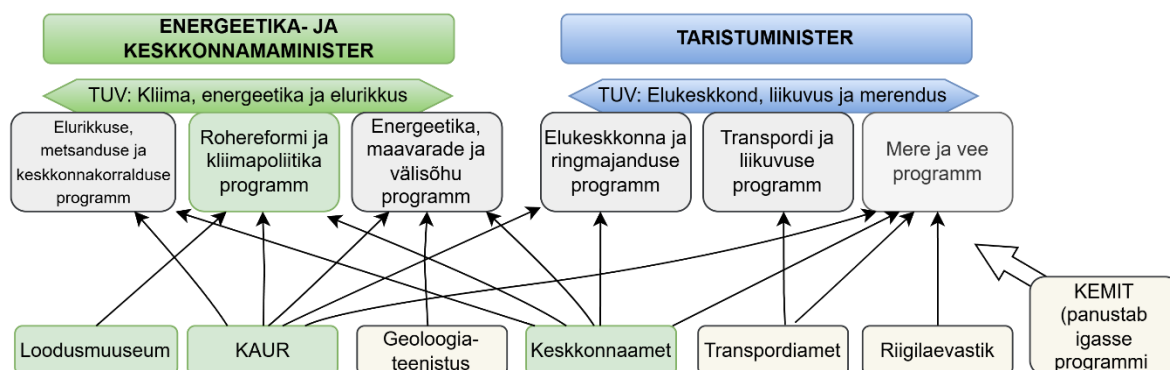 ENERGEETIKA- JA
KESKKONNAMAMINISTER
TARISTUMINISTER
TUV: Kliima, energeetika ja elurikkus
TUV: Elukeskkond, liikuvus ja merendus
Elurikkuse,
metsanduse ja
keskkonnakorralduse
programm
Rohereformi ja
kliimapoliitika
programm
Energeetika,
maavarade ja
välisõhu
programm
Elukeskkonna ja
ringmajanduse
programm
Transpordi ja
liikuvuse
programm
Mere ja vee
programm
Loodusmuuseum
KAUR
Geoloogia-
teenistus
Keskkonnaamet
Transpordiamet
Riigilaevastik
KEMIT
(panustab
igasse
programmi